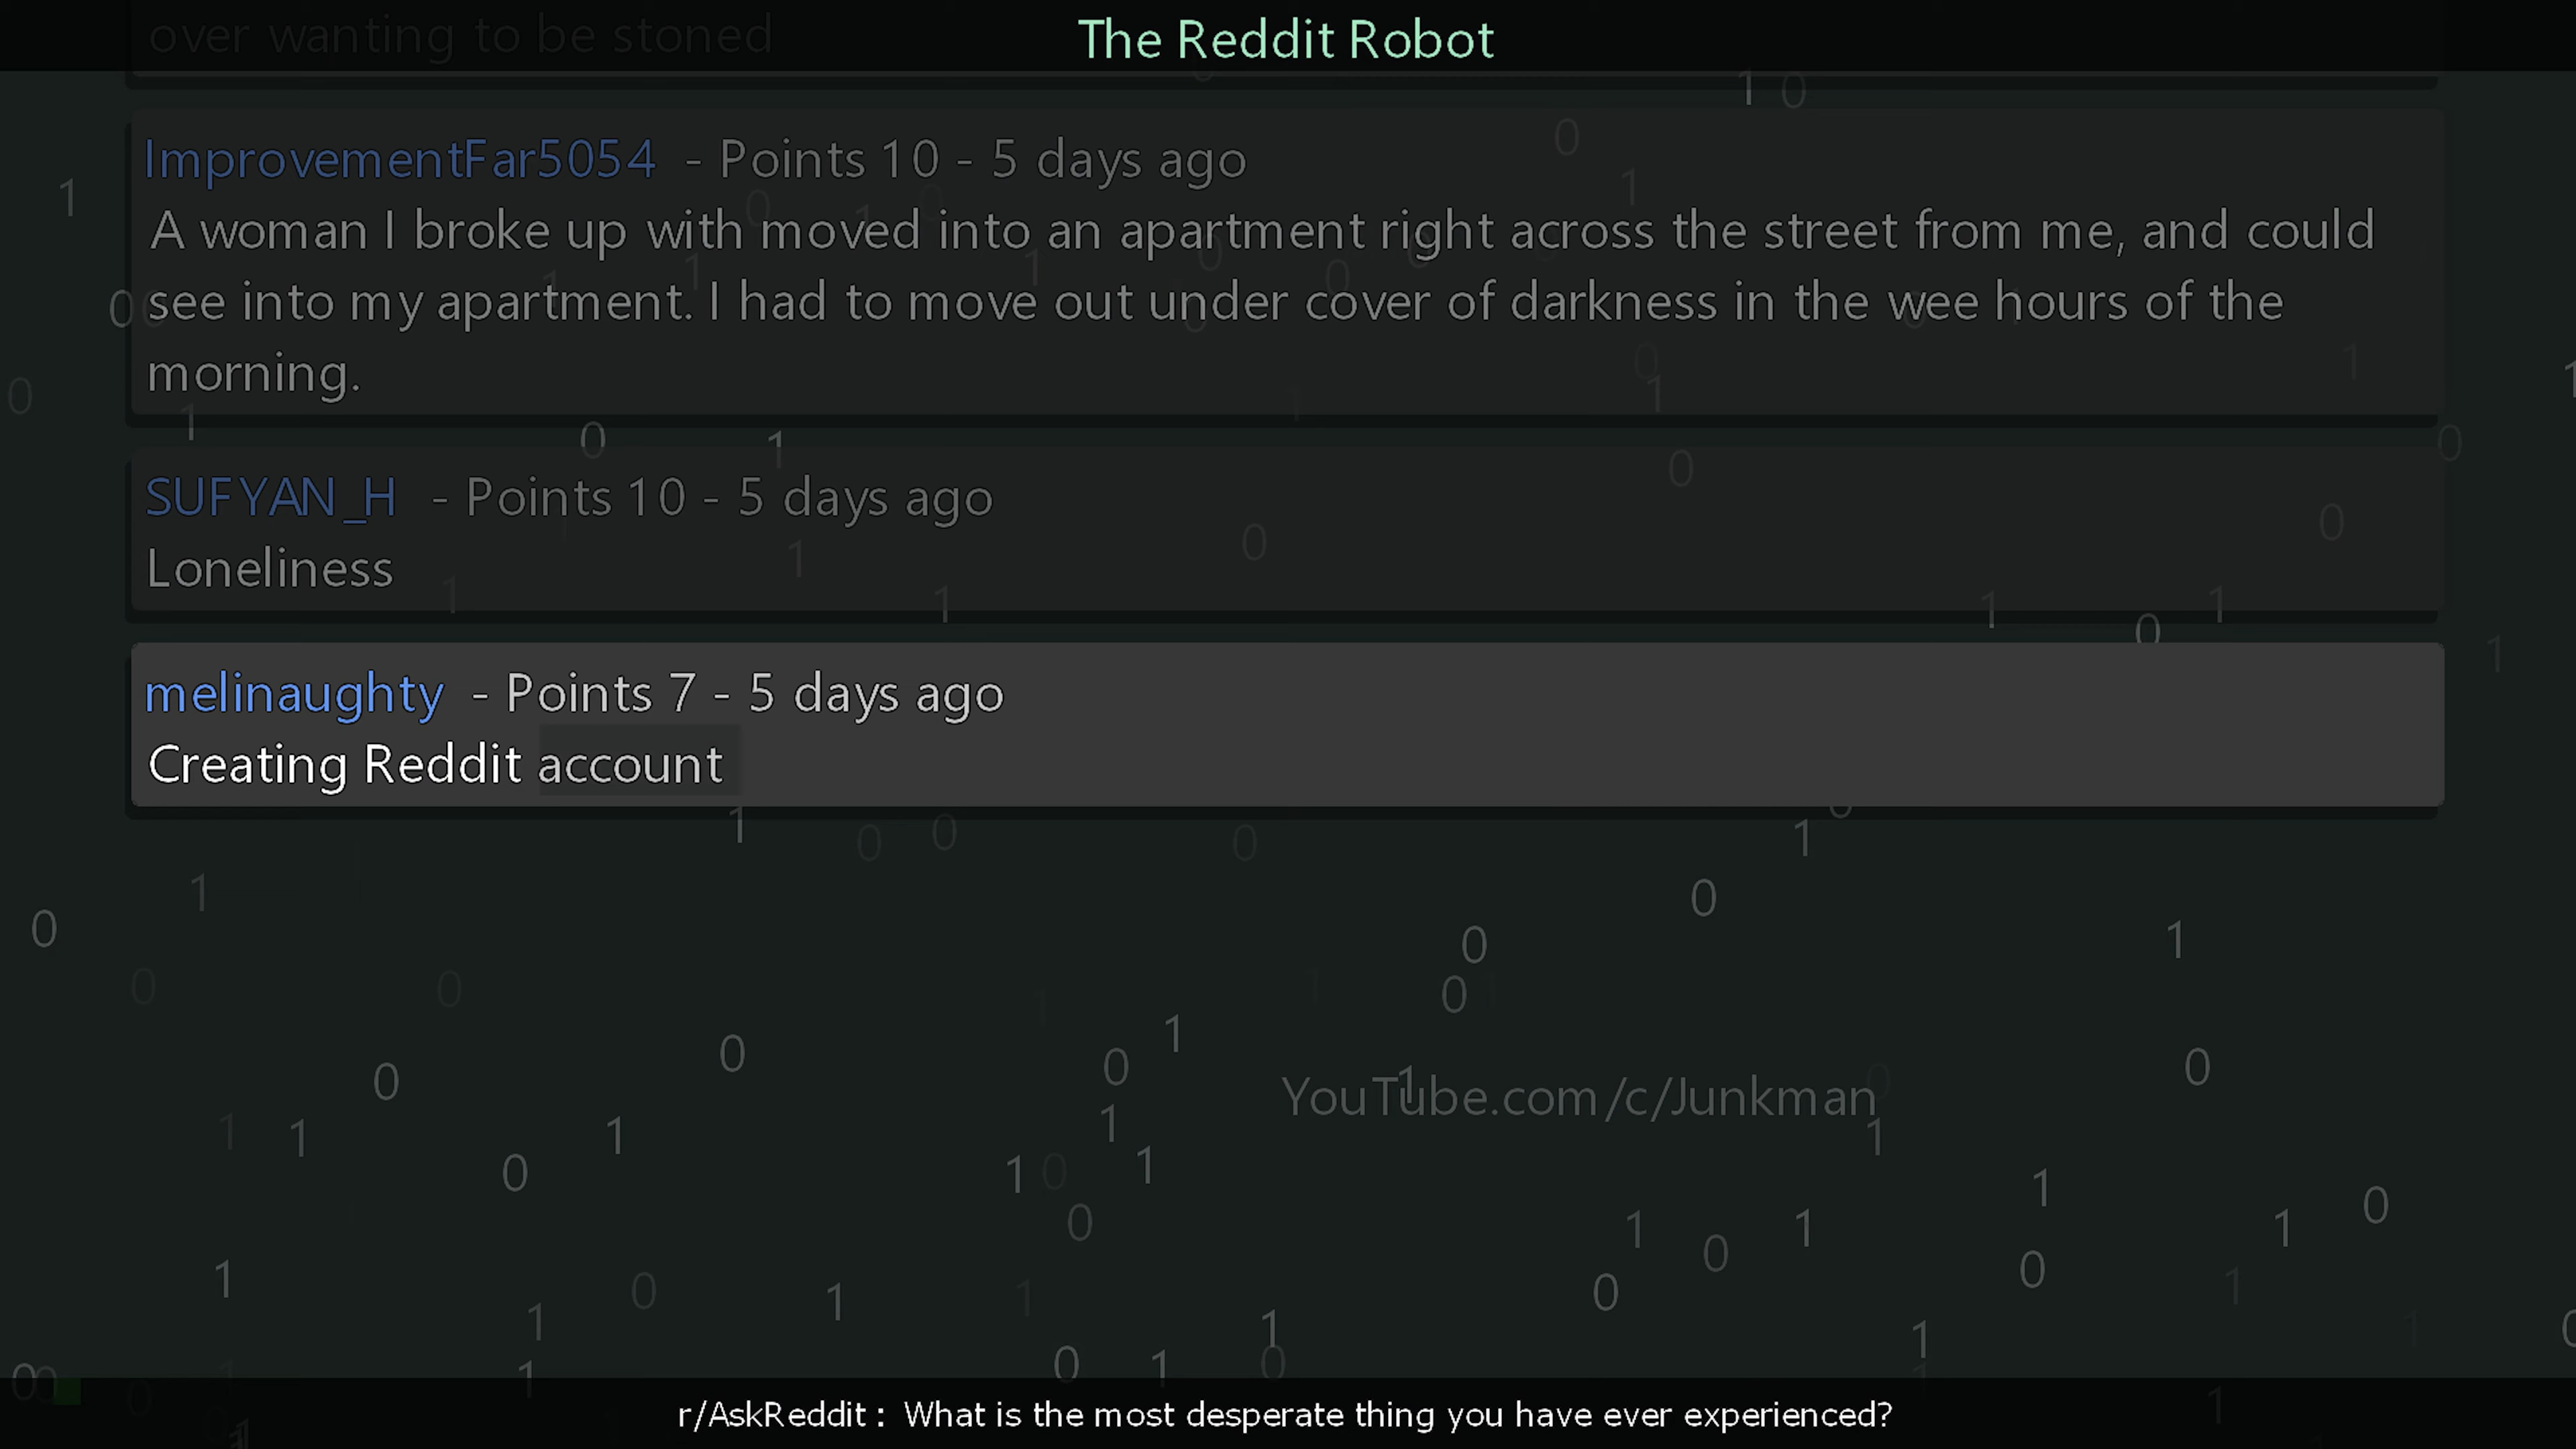 The Reddit Robot
over wanting to be stoned
ImprovementFar5054 - Points 10 - 5 days ago
A woman I broke up with moved into an apartment right across the street from me, and could
see into my apartment. I had to move out under cover of darkness in the wee hours of the
morning.
SUFYAN_H - Points 10 - 5 days ago
Loneliness
melinaughty - Points 7 - 5 days ago
Creating Reddit account
YouTube.com/c/Junkman
r/AskReddit : What is the most desperate thing you have ever experienced?